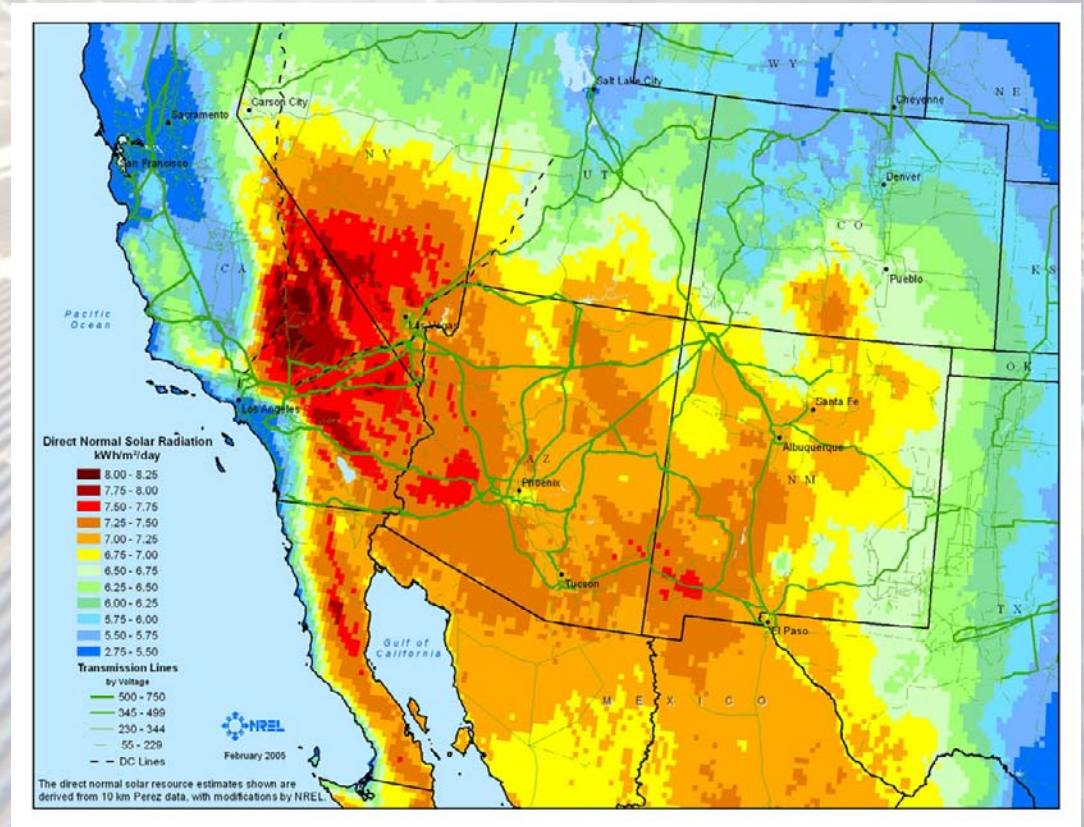 WY
NE
Salt Lake City
Cheyenne
Carson City
Sacramento
San Francisco
NV
UT
Denver
CO
CA
Pueblo
KS
Pacific
Ocean
Las Vegas
OK
Santa Fe
Los Angeles
Albuquerque
AZ
NM
Phoenix
Tucson
TX
El Paso
Gulf of
California
MEXICO
Direct Normal Solar Radiation
kWh/m²/day
8.00 - 8.25
7.75 - 8.00
7.50 - 7.75
7.25 - 7.50
7.00 - 7.25
6.75 - 7.00
6.50 - 6.75
6.25 - 6.50
6.00 - 6.25
5.75 - 6.00
5.50 - 5.75
2.75 - 5.50
Transmission Lines
by Voltage
500 - 750
345 - 499
230 - 344
55 - 229
DC Lines
NREL
February 2005
The direct normal solar resource estimates shown are
derived from 10 km Perez data, with modifications by NREL.